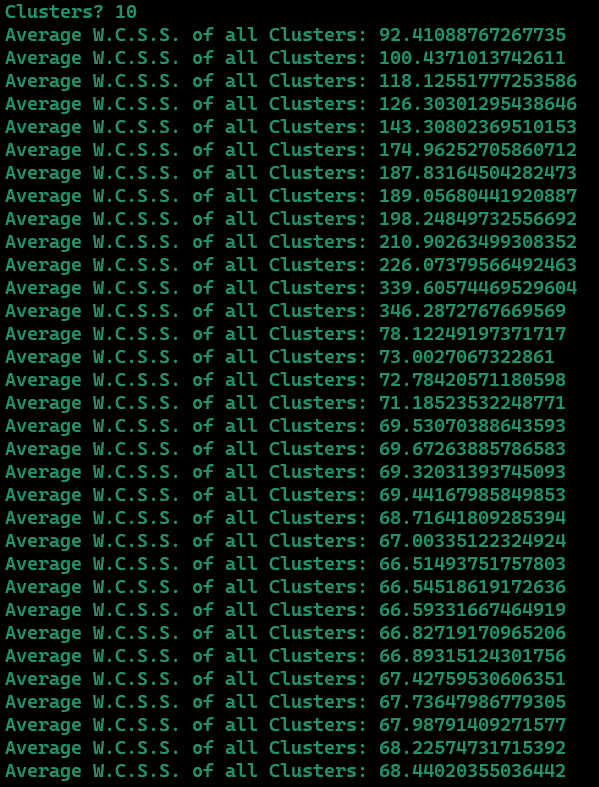 Clusters? 10
Average W.C.S.S. of all Clusters: 92.41088767267735
Average W.C.S.S. of all Clusters: 100.4371013742611
Average W.C.S.S. of all Clusters: 118.12551777253586
Average W.C.S.S. of all Clusters: 126.30301295438646
Average W.C.S.S. of all Clusters: 143.30802369510153
Average W.C.S.S. of all Clusters: 174.96252705860712
Average W.C.S.S. of all Clusters: 187.83164504282473
Average W.C.S.S. of all Clusters: 189.05680441920887
Average W.C.S.S. of all Clusters: 198.24849732556692
Average W.C.S.S. of all Clusters: 210.90263499308352
Average W.C.S.S. of all Clusters: 226.07379566492463
Average W.C.S.S. of all Clusters: 339.60574469529604
Average W.C.S.S. of all Clusters: 346.2872767669569
Average W.C.S.S. of all Clusters: 78.12249197371717
Average W.C.S.S. of all Clusters: 73.0027067322861
Average W.C.S.S. of all Clusters: 72.78420571180598
Average W.C.S.S. of all Clusters: 71.18523532248771
Average W.C.S.S. of all Clusters: 69.53070388643593
Average W.C.S.S. of all Clusters: 69.67263885786583
Average W.C.S.S. of all Clusters: 69.32031393745093
Average W.C.S.S. of all Clusters: 69.44167985849853
Average W.C.S.S. of all Clusters: 68.71641809285394
Average W.C.S.S. of all Clusters: 67.00335122324924
Average W.C.S.S. of all Clusters: 66.51493751757803
Average W.C.S.S. of all Clusters: 66.54518619172636
Average W.C.S.S. of all Clusters: 66.59331667464919
Average W.C.S.S. of all Clusters: 66.82719170965206
Average W.C.S.S. of all Clusters: 66.89315124301756
Average W.C.S.S. of all Clusters: 67.42759530606351
Average W.C.S.S. of all Clusters: 67.73647986779305
Average W.C.S.S. of all Clusters: 67.98791409271577
Average W.C.S.S. of all Clusters: 68.22574731715392
Average W.C.S.S. of all Clusters: 68.44020355036442